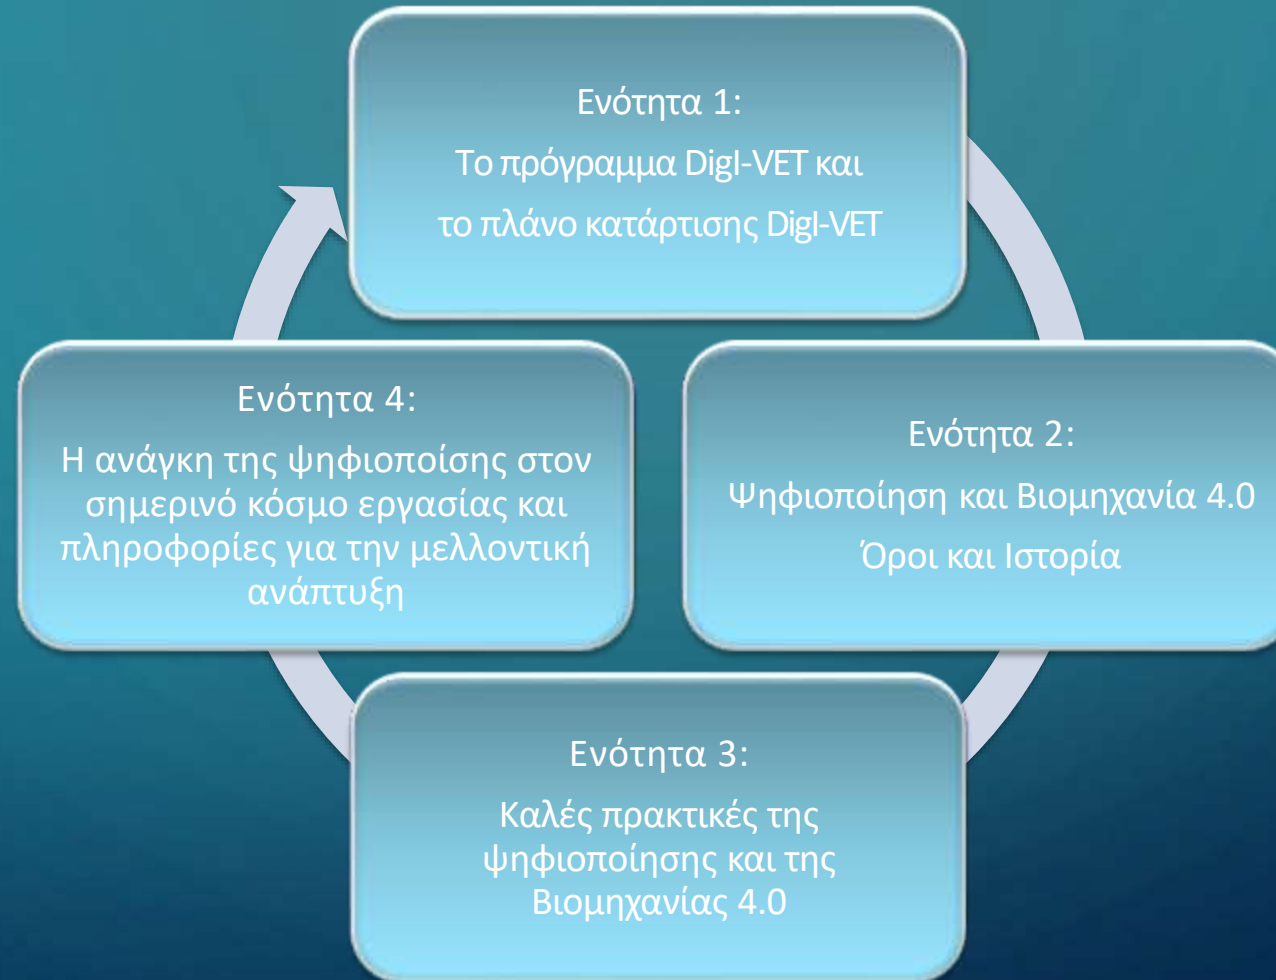 Ενότητα 1:
Το πρόγραμμα DigI-VET και
το πλάνο κατάρτισης DigI-VET
Ενότητα 2:
Ψηφιοποίηση και Βιομηχανία 4.0
Όροι και Ιστορία
Ενότητα 3:
Καλές πρακτικές της
ψηφιοποίησης και της
Βιομηχανίας 4.0
Ενότητα 4:
Η ανάγκη της ψηφιοποίσης στον
σημερινό κόσμο εργασίας και
πληροφορίες για την μελλοντική
ανάπτυξη